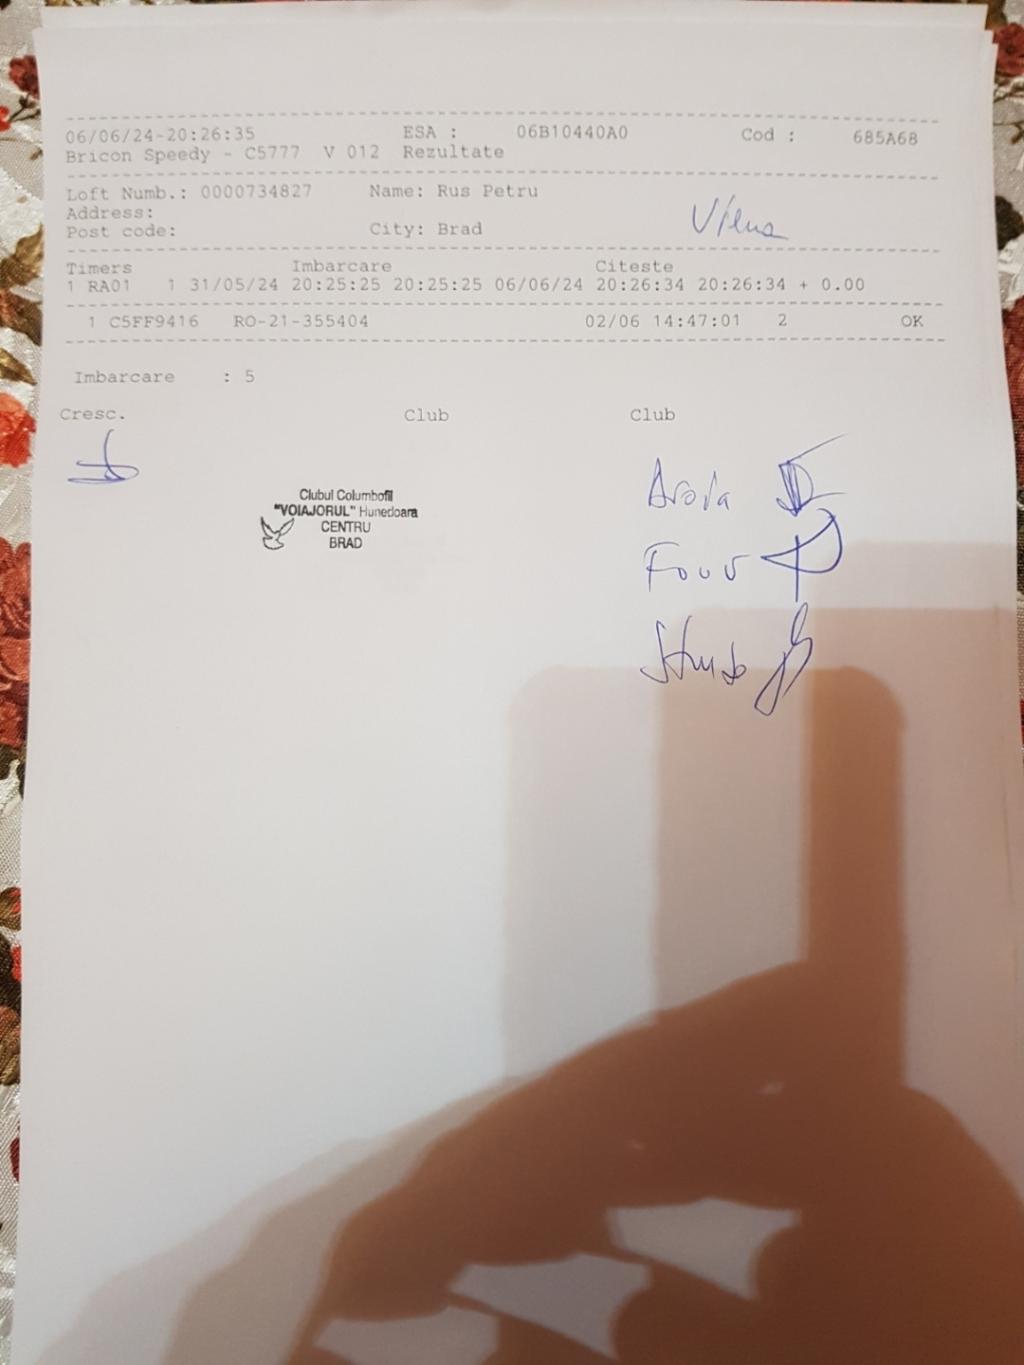 06/06/24-20:26:35 ESA : 06B10440A0 Cod : 685A68
Bricon Speedy - C5777 V 012 Rezultate
Loft Numb.: 0000734827 Name: Rus Petru
Address:
Post code: City: Brad
Viena
Timers Imbarcare Citeste
1 RA01 1 31/05/24 20:25:25 20:25:25 06/06/24 20:26:34 20:26:34 + 0.00
1 C5FF9416 RO-21-355404 02/06 14:47:01 2 OK
Imbarcare : 5
Cresc. Club Club
Clubul Columbofil
"VOIAJORUL" Hunedoara
CENTRU
BRAD